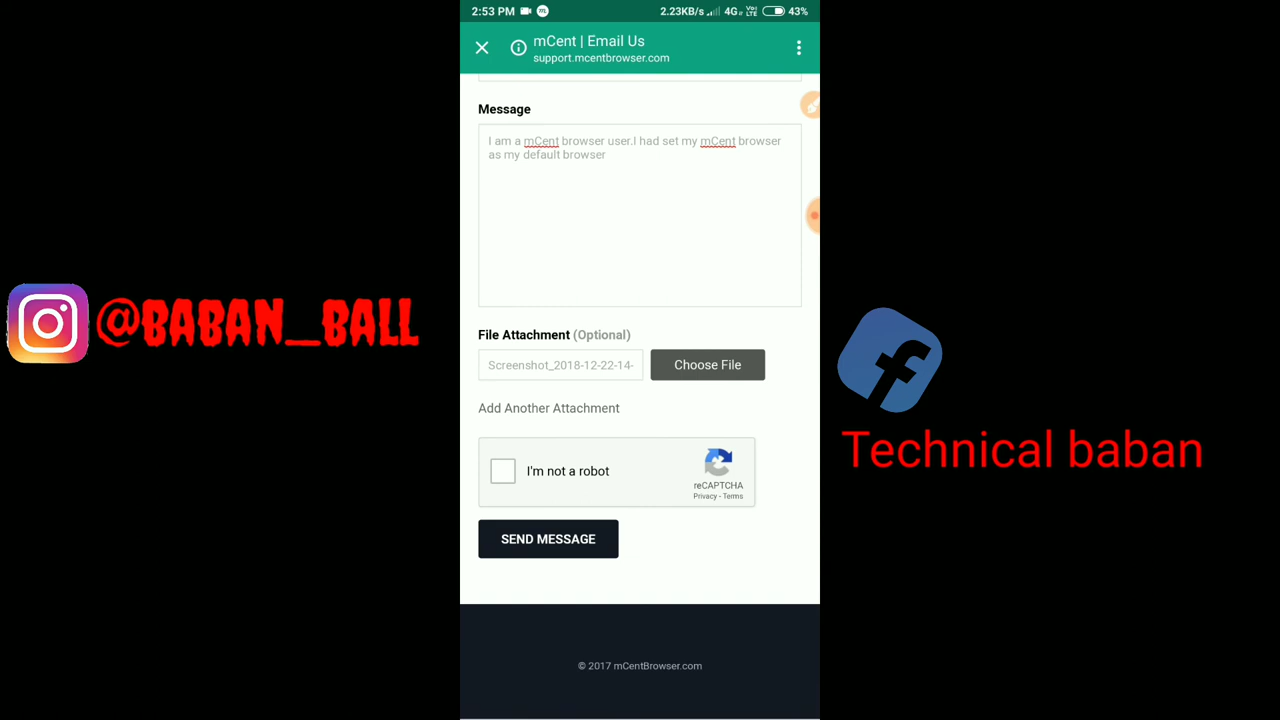 2:53 PM
2.23KB/s 4G Vo LTE 43%
mCent | Email Us
support.mcentbrowser.com
Message
I am a mCent browser user.I had set my mCent browser
as my default browser
@BABAN_BALL
File Attachment (Optional)
Screenshot_2018-12-22-14-
Choose File
Add Another Attachment
I'm not a robot
reCAPTCHA
Privacy - Terms
Technical baban
SEND MESSAGE
© 2017 mCentBrowser.com